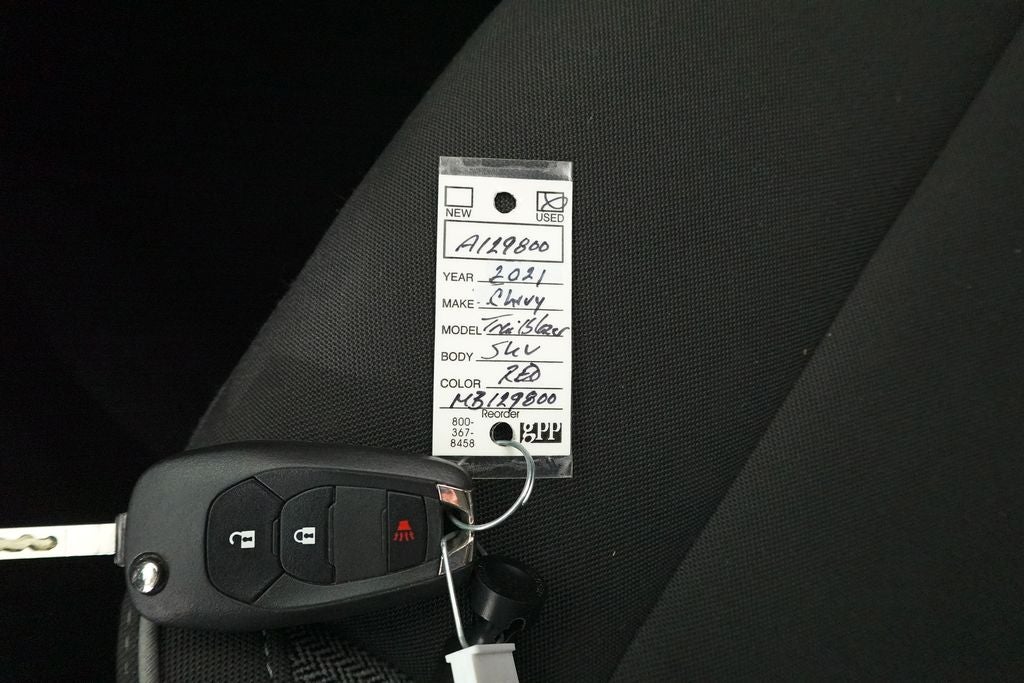 NEW USED
A129800
YEAR 2021
MAKE Chevy
MODEL TrailBlazer
BODY SUV
COLOR RED
MB129800
Reorder
800-
367-
8458
gpp